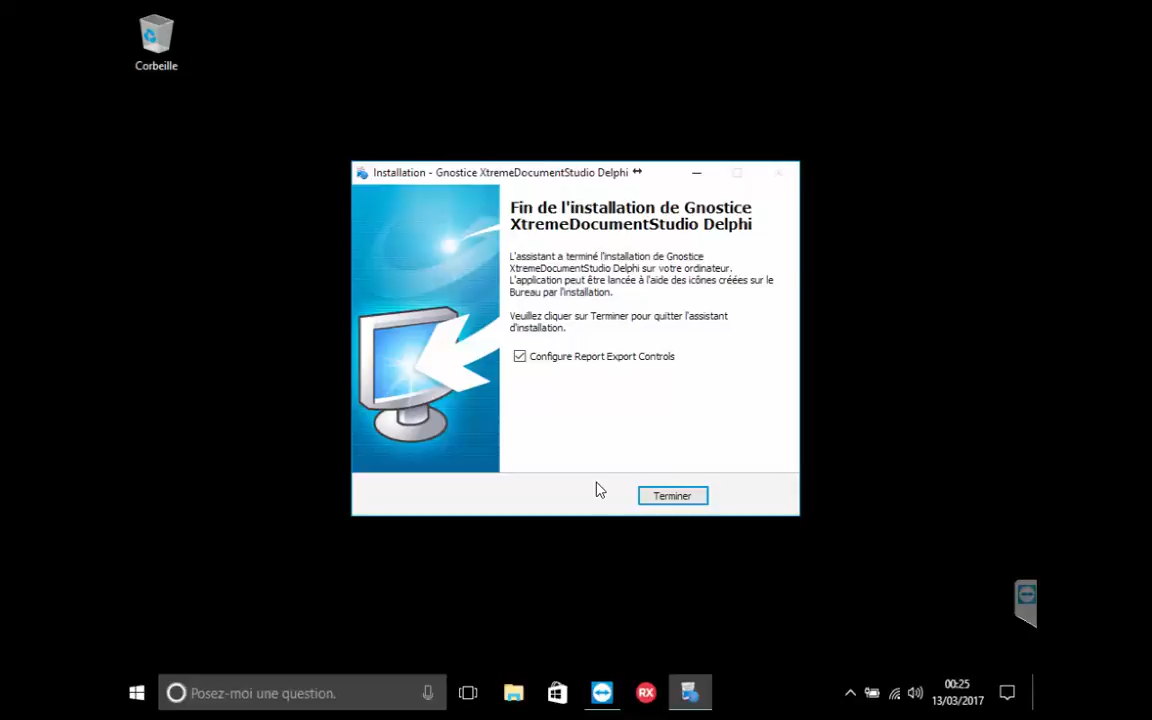 Corbeille
Installation - Gnostice XtremeDocumentStudio Delphi
Fin de l'installation de Gnostice
XtremeDocumentStudio Delphi
L'assistant a terminé l'installation de Gnostice
XtremeDocumentStudio Delphi sur votre ordinateur.
L'application peut être lancée à l'aide des icônes créées sur le
Bureau par l'installation.
Veuillez cliquer sur Terminer pour quitter l'assistant
d'installation.
Configure Report Export Controls
Terminer
Posez-moi une question.
RX
00:25
13/03/2017